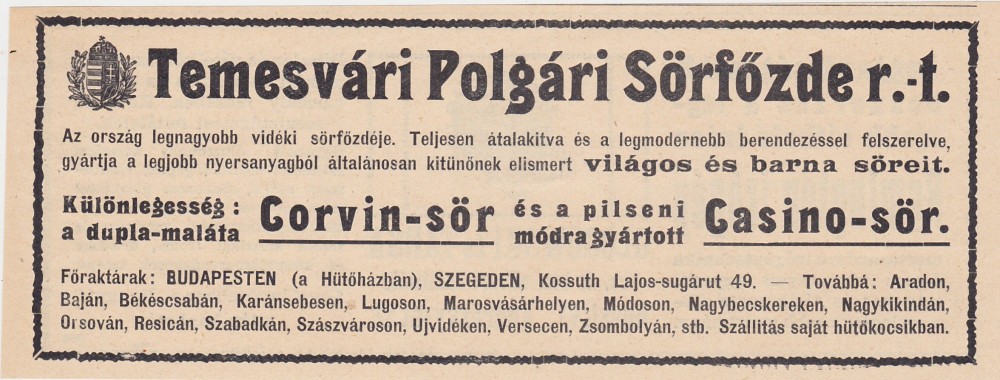 Temesvári Polgári Sörfőzde r.-t.
Az ország legnagyobb vidéki sörfőzdéje. Teljesen átalakitva és a legmodernebb berendezéssel felszerelve,
gyártja a legjobb nyersanyagból általánosan kitünőnek elismert világos és barna söreit.
Különlegesség : a dupla-maláta Corvin-sör és a pilseni módra gyártott Casino-sör.
Főraktárak: BUDAPESTEN (a Hütőházban), SZEGEDEN, Kossuth Lajos-sugárut 49. — Továbbá: Aradon,
Baján, Békéscsabán, Karánsebesen, Lugoson, Marosvásárhelyen, Módoson, Nagybecskereken, Nagykikindán,
Orsován, Resicán, Szabadkán, Szászvároson, Ujvidéken, Versecen, Zsombolyán, stb. Szállitás saját hütőkocsikban.